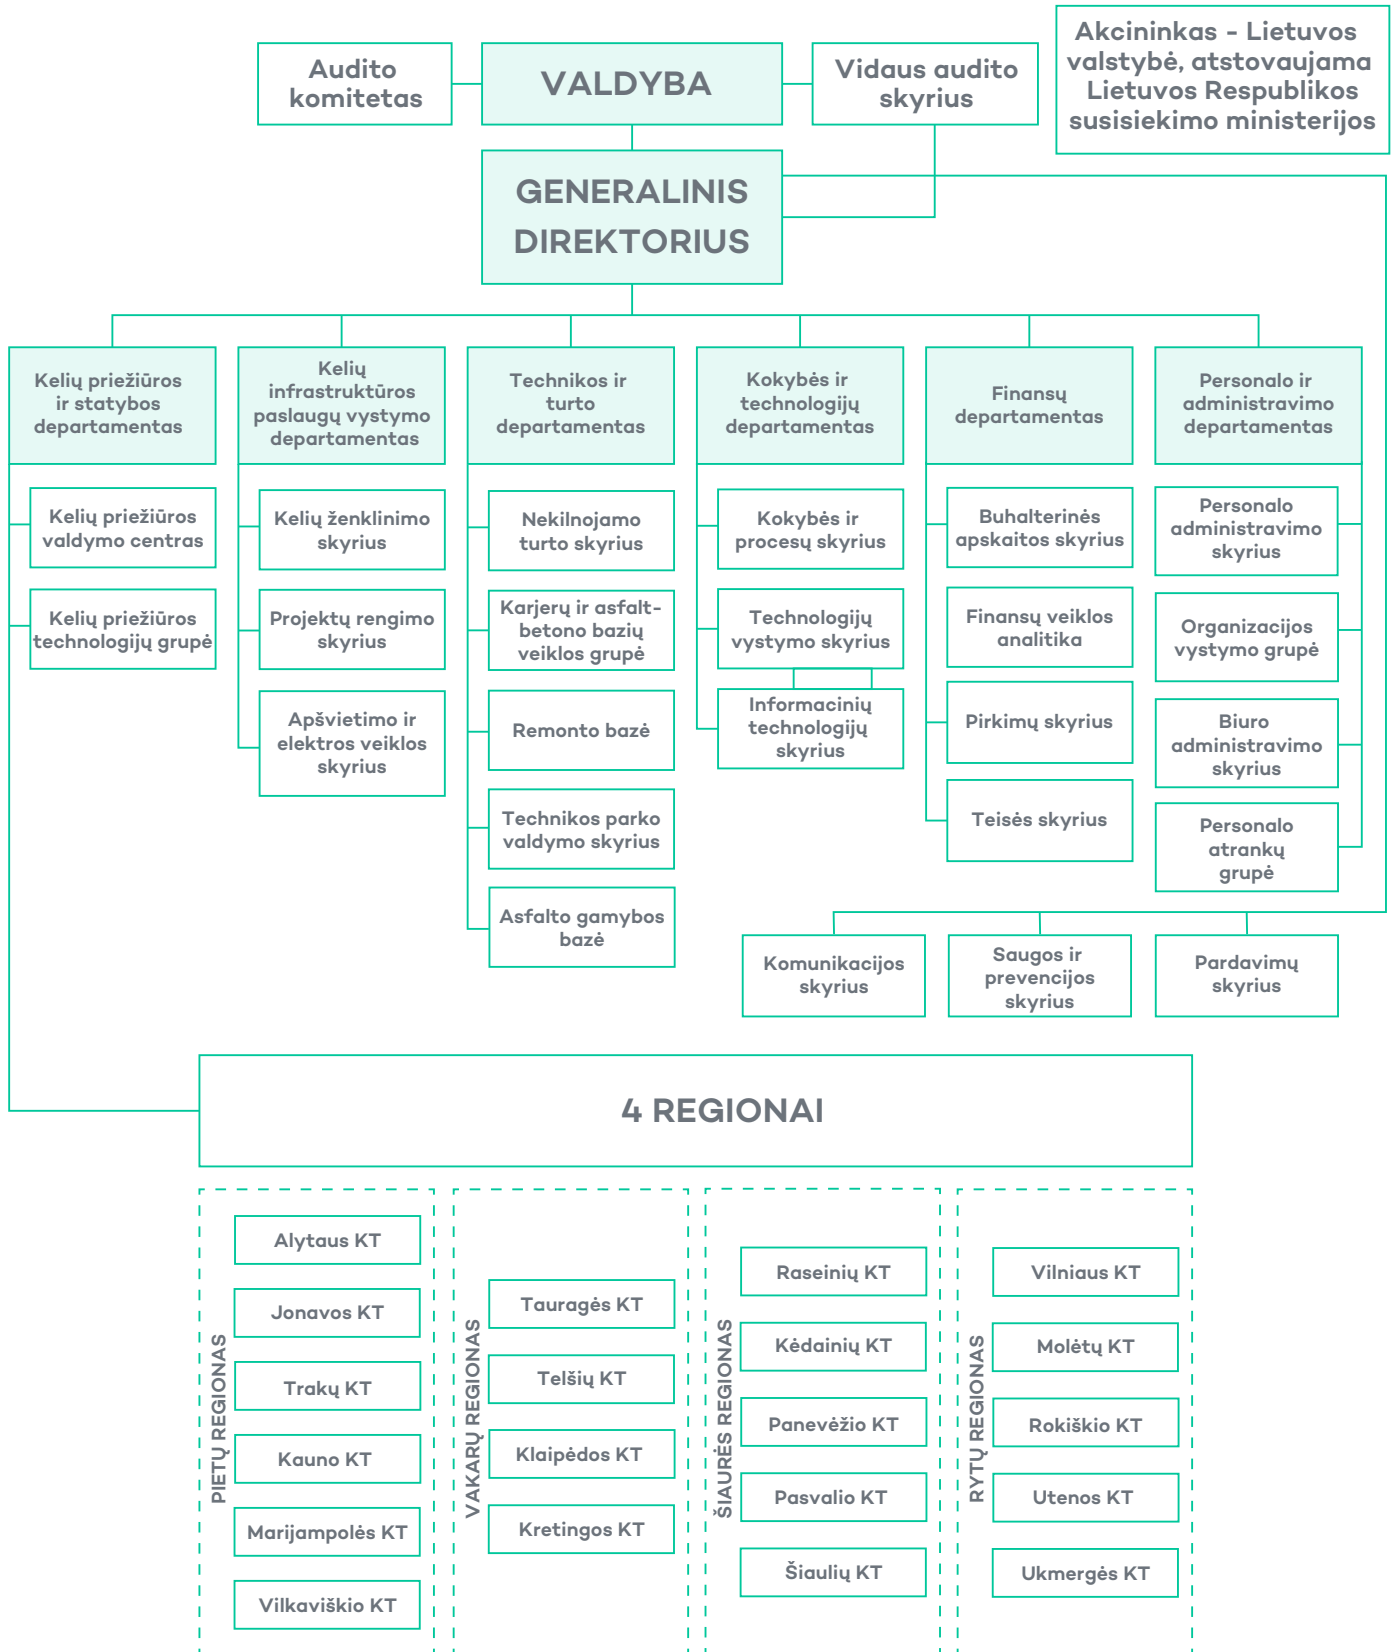 Audito
komitetas
VALDYBA
Vidaus audito
skyrius
Akcininkas - Lietuvos
valstybė, atstovaujama
Lietuvos Respublikos
susisiekimo ministerijos
GENERALINIS
DIREKTORIUS
Kelių priežiūros
ir statybos
departamentas
Kelių
infrastruktūros
paslaugų vystymo
departamentas
Technikos ir
turto
departamentas
Kokybės ir
technologijų
departamentas
Finansų
departamentas
Personalo ir
administravimo
departamentas
Kelių priežiūros
valdymo centras
Kelių priežiūros
technologijų grupė
Kelių ženklinimo
skyrius
Projektų rengimo
skyrius
Apšvietimo ir
elektros veiklos
skyrius
Nekilnojamo
turto skyrius
Karjerų ir asfalt-
betono bazių
veiklos grupė
Remonto bazė
Technikos parko
valdymo skyrius
Asfalto gamybos
bazė
Kokybės ir
procesų skyrius
Technologijų
vystymo skyrius
Informacinių
technologijų
skyrius
Buhalterinės
apskaitos skyrius
Finansų veiklos
analitika
Pirkimų skyrius
Teisės skyrius
Personalo
administravimo
skyrius
Organizacijos
vystymo grupė
Biuro
administravimo
skyrius
Personalo
atrankų
grupė
Komunikacijos
skyrius
Saugos ir
prevencijos
skyrius
Pardavimų
skyrius
4 REGIONAI
PIETŲ REGIONAS
Alytaus KT
Jonavos KT
Trakų KT
Kauno KT
Marijampolės KT
Vilkaviškio KT
VAKARŲ REGIONAS
Tauragės KT
Telšių KT
Klaipėdos KT
Kretingos KT
ŠIAURĖS REGIONAS
Raseinių KT
Kėdainių KT
Panevėžio KT
Pasvalio KT
Šiaulių KT
RYTŲ REGIONAS
Vilniaus KT
Molėtų KT
Rokiškio KT
Utenos KT
Ukmergės KT